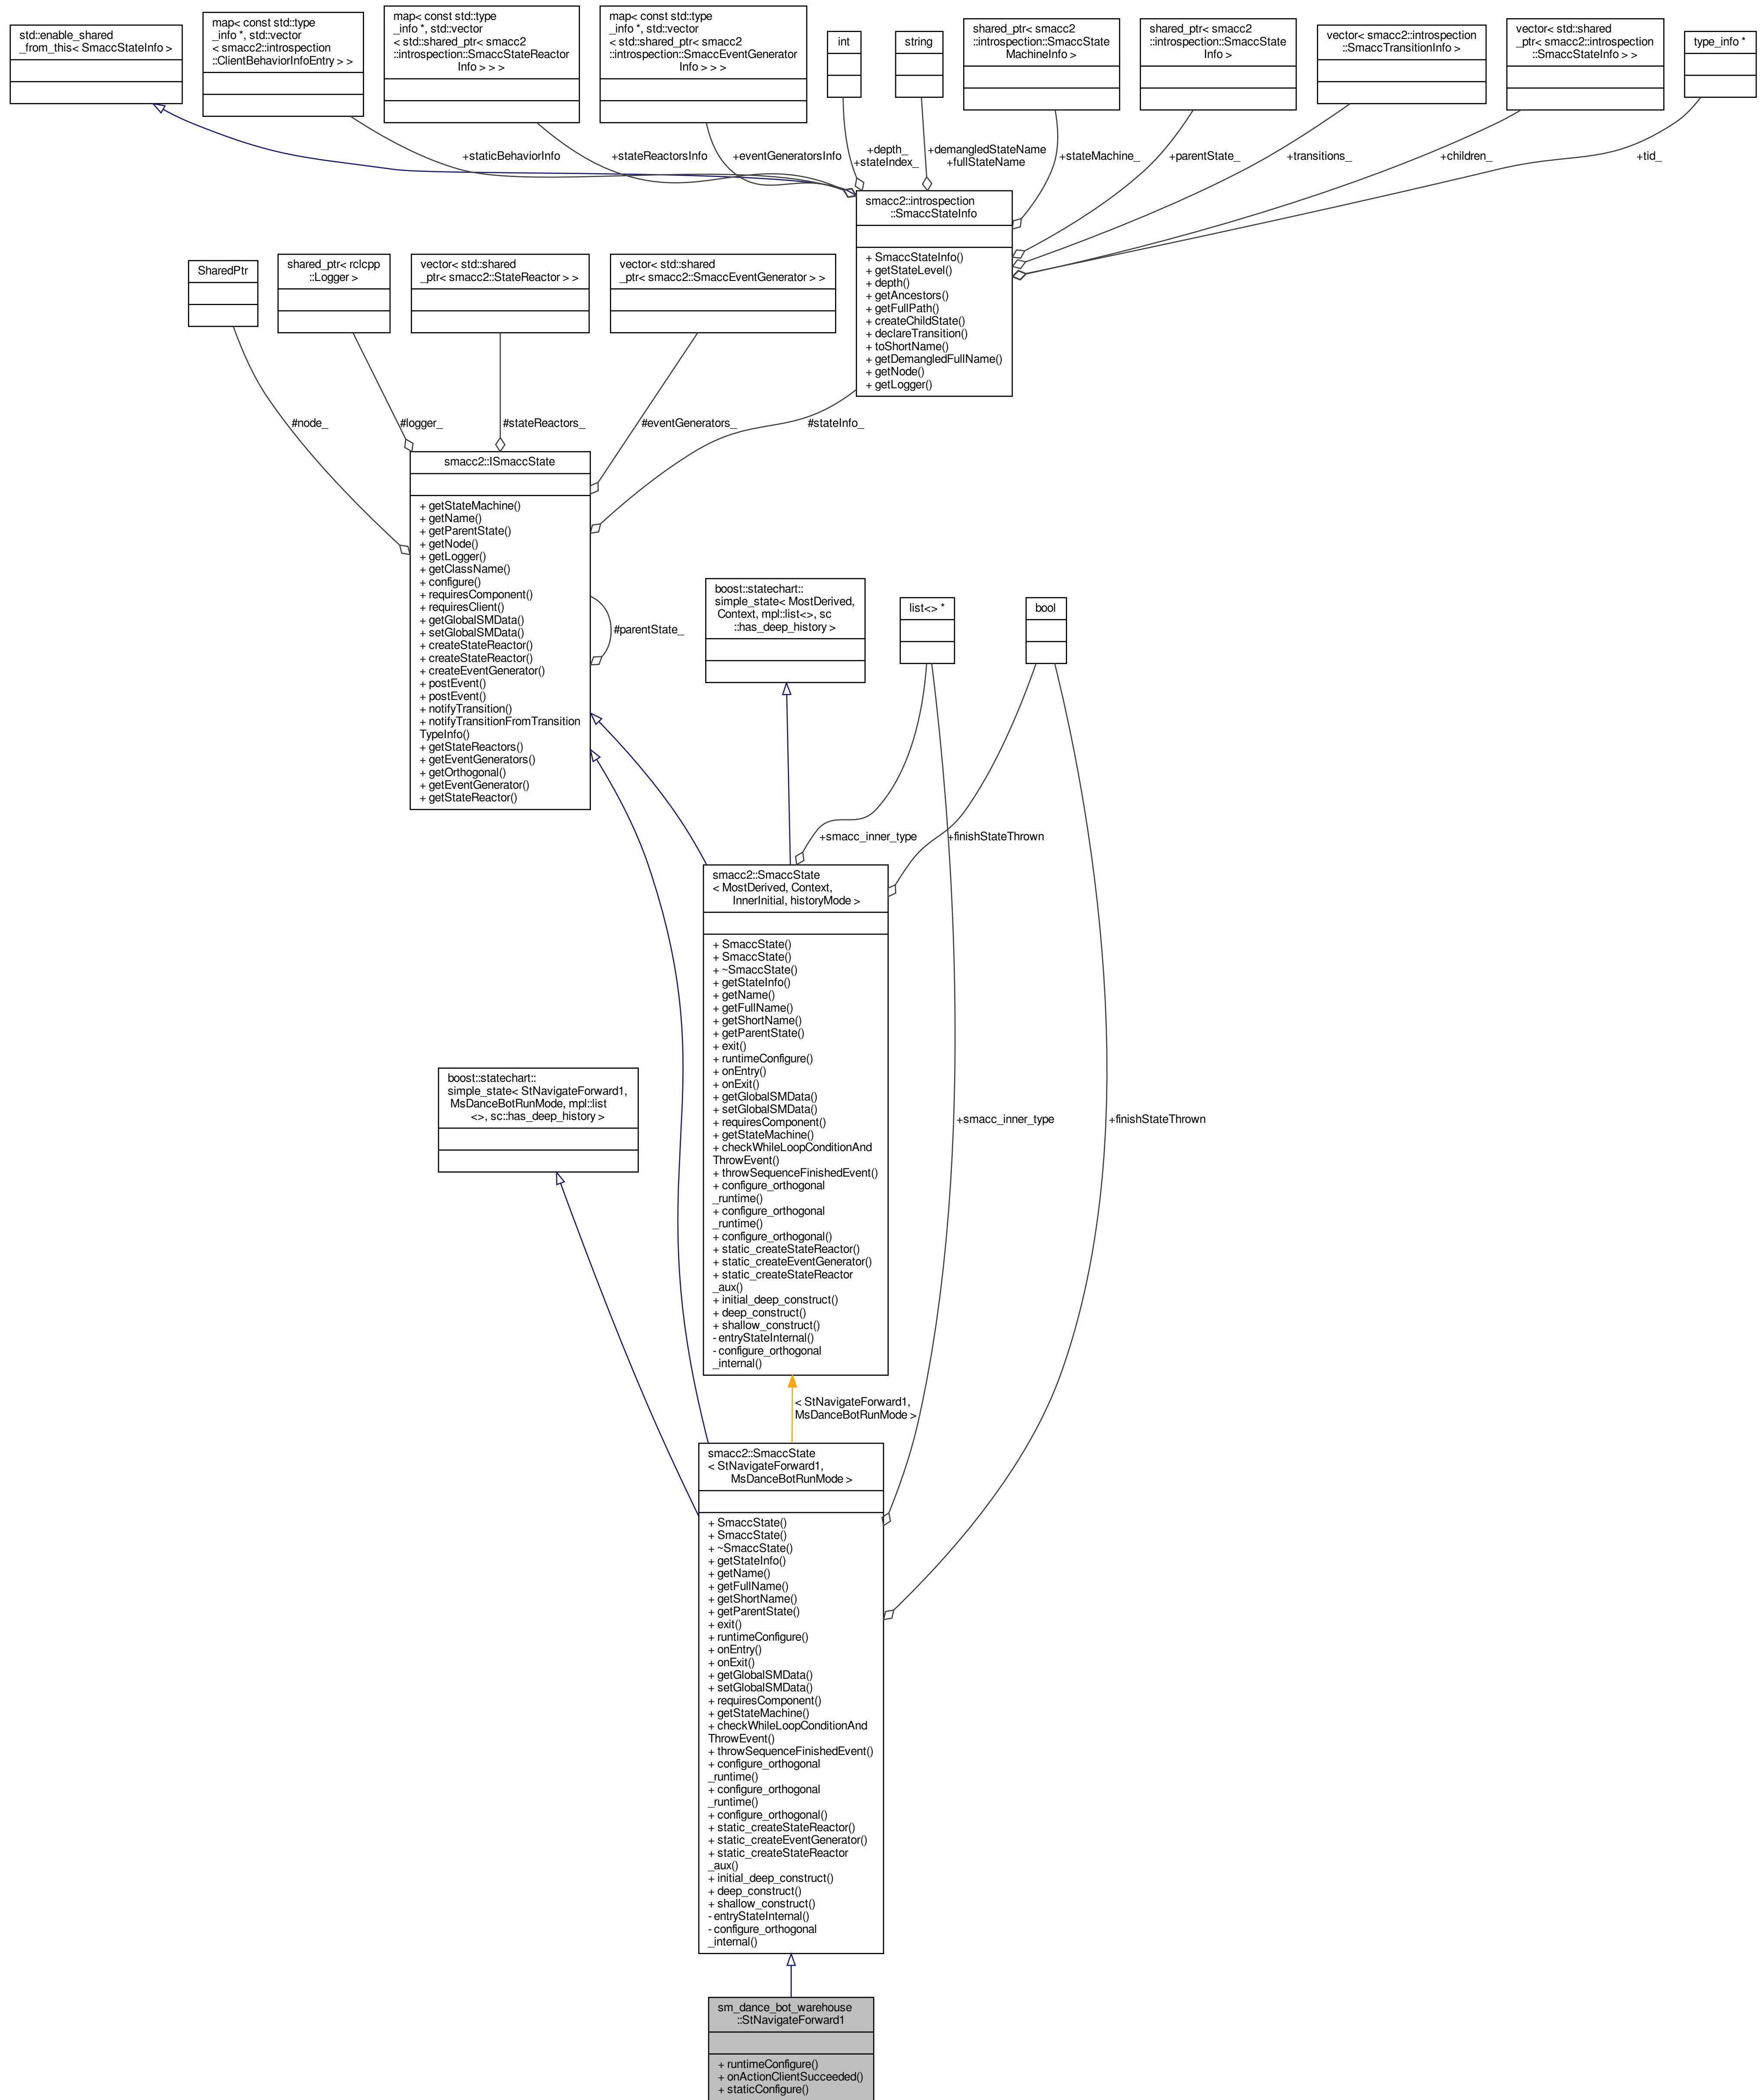 std::enable_shared
_from_this< SmaccStateInfo >
map< const std::type
_info *, std::vector
< smacc2::introspection
::ClientBehaviorInfoEntry > >
map< const std::type
_info *, std::vector
< std::shared_ptr< smacc2
::introspection::SmaccStateReactor
Info > > >
map< const std::type
_info *, std::vector
< std::shared_ptr< smacc2
::introspection::SmaccEventGenerator
Info > > >
int
string
shared_ptr< smacc2
::introspection::SmaccState
MachineInfo >
shared_ptr< smacc2
::introspection::SmaccState
Info >
vector< smacc2::introspection
::SmaccTransitionInfo >
vector< std::shared
_ptr< smacc2::introspection
::SmaccStateInfo > >
type_info *
+staticBehaviorInfo
+stateReactorsInfo
+eventGeneratorsInfo
+depth_
+stateIndex_
+demangledStateName
+fullStateName
+stateMachine_
+parentState_
+transitions_
+children_
+tid_
smacc2::introspection
::SmaccStateInfo
+ SmaccStateInfo()
+ getStateLevel()
+ depth()
+ getAncestors()
+ getFullPath()
+ createChildState()
+ declareTransition()
+ toShortName()
+ getDemangledFullName()
+ getNode()
+ getLogger()
SharedPtr
shared_ptr< rclcpp
::Logger >
vector< std::shared
_ptr< smacc2::StateReactor > >
vector< std::shared
_ptr< smacc2::SmaccEventGenerator > >
#node_
#logger_
#stateReactors_
#eventGenerators_
#stateInfo_
smacc2::ISmaccState
+ getStateMachine()
+ getName()
+ getParentState()
+ getNode()
+ getLogger()
+ getClassName()
+ configure()
+ requiresComponent()
+ requiresClient()
+ getGlobalSMData()
+ setGlobalSMData()
+ createStateReactor()
+ createStateReactor()
+ createEventGenerator()
+ postEvent()
+ postEvent()
+ notifyTransition()
+ notifyTransitionFromTransition
TypeInfo()
+ getStateReactors()
+ getEventGenerators()
+ getOrthogonal()
+ getEventGenerator()
+ getStateReactor()
#parentState_
boost::statechart::
simple_state< MostDerived,
Context, mpl::list<>, sc
::has_deep_history >
list<> *
bool
+smacc_inner_type
+finishStateThrown
smacc2::SmaccState
< MostDerived, Context,
InnerInitial, historyMode >
+ SmaccState()
+ SmaccState()
+ ~SmaccState()
+ getStateInfo()
+ getName()
+ getFullName()
+ getShortName()
+ getParentState()
+ exit()
+ runtimeConfigure()
+ onEntry()
+ onExit()
+ getGlobalSMData()
+ setGlobalSMData()
+ requiresComponent()
+ getStateMachine()
+ checkWhileLoopConditionAnd
ThrowEvent()
+ throwSequenceFinishedEvent()
+ configure_orthogonal
_runtime()
+ configure_orthogonal
_runtime()
+ configure_orthogonal()
+ static_createStateReactor()
+ static_createEventGenerator()
+ static_createStateReactor
_aux()
+ initial_deep_construct()
+ deep_construct()
+ shallow_construct()
- entryStateInternal()
- configure_orthogonal
_internal()
boost::statechart::
simple_state< StNavigateForward1,
MsDanceBotRunMode, mpl::list
<>, sc::has_deep_history >
+smacc_inner_type
+finishStateThrown
< StNavigateForward1,
MsDanceBotRunMode >
smacc2::SmaccState
< StNavigateForward1,
MsDanceBotRunMode >
+ SmaccState()
+ SmaccState()
+ ~SmaccState()
+ getStateInfo()
+ getName()
+ getFullName()
+ getShortName()
+ getParentState()
+ exit()
+ runtimeConfigure()
+ onEntry()
+ onExit()
+ getGlobalSMData()
+ setGlobalSMData()
+ requiresComponent()
+ getStateMachine()
+ checkWhileLoopConditionAnd
ThrowEvent()
+ throwSequenceFinishedEvent()
+ configure_orthogonal
_runtime()
+ configure_orthogonal
_runtime()
+ configure_orthogonal()
+ static_createStateReactor()
+ static_createEventGenerator()
+ static_createStateReactor
_aux()
+ initial_deep_construct()
+ deep_construct()
+ shallow_construct()
- entryStateInternal()
- configure_orthogonal
_internal()
sm_dance_bot_warehouse
::StNavigateForward1
+ runtimeConfigure()
+ onActionClientSucceeded()
+ staticConfigure()